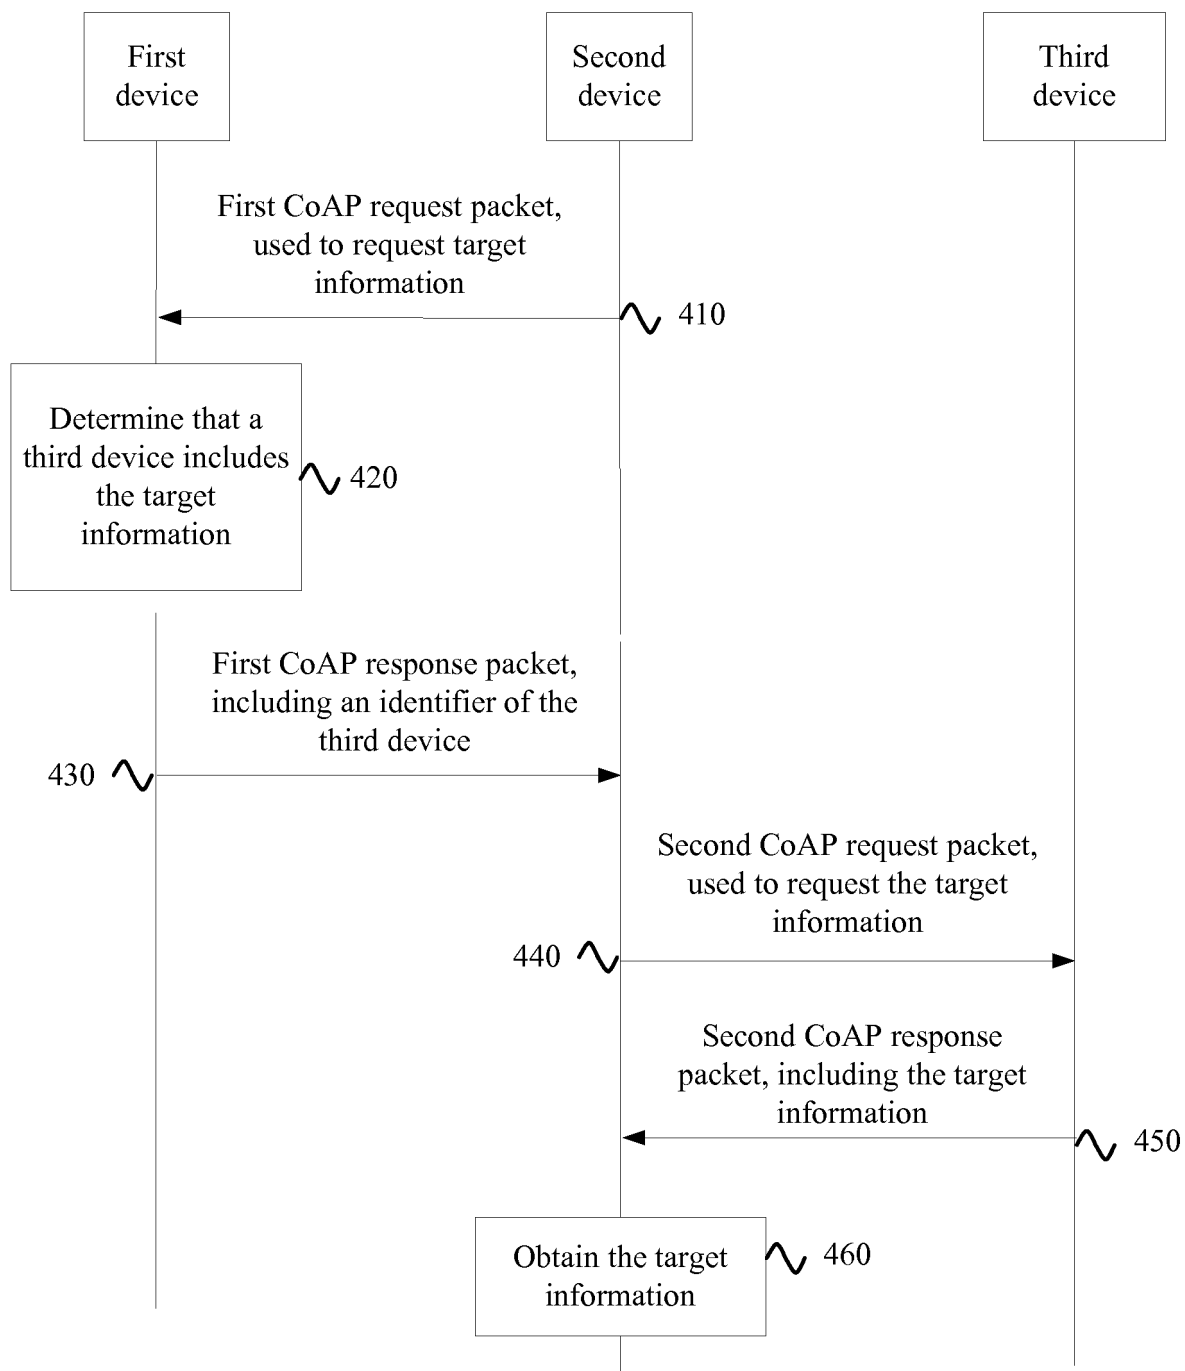 First
device
Second
device
Third
device
First CoAP request packet,
used to request target
information
410
Determine that a
third device includes
the target
information
420
First CoAP response packet,
including an identifier of the
third device
430
Second CoAP request packet,
used to request the target
information
440
Second CoAP response
packet, including the target
information
450
Obtain the target
information
460